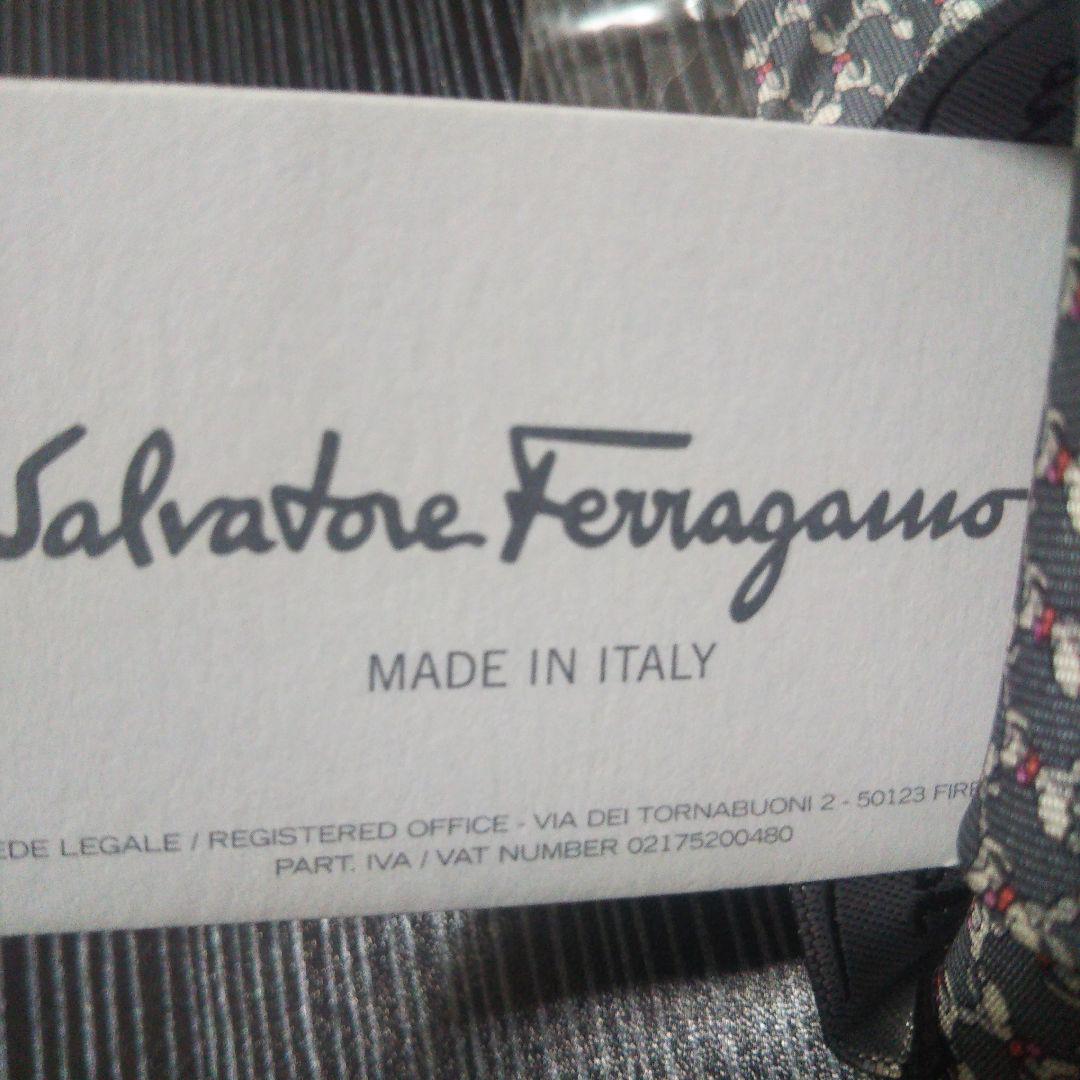 Salvatore Ferragamo
MADE IN ITALY
EDE LEGALE / REGISTERED OFFICE - VIA DEI TORNABUONI 2 - 50123 FIRE
PART. IVA / VAT NUMBER 02175200480